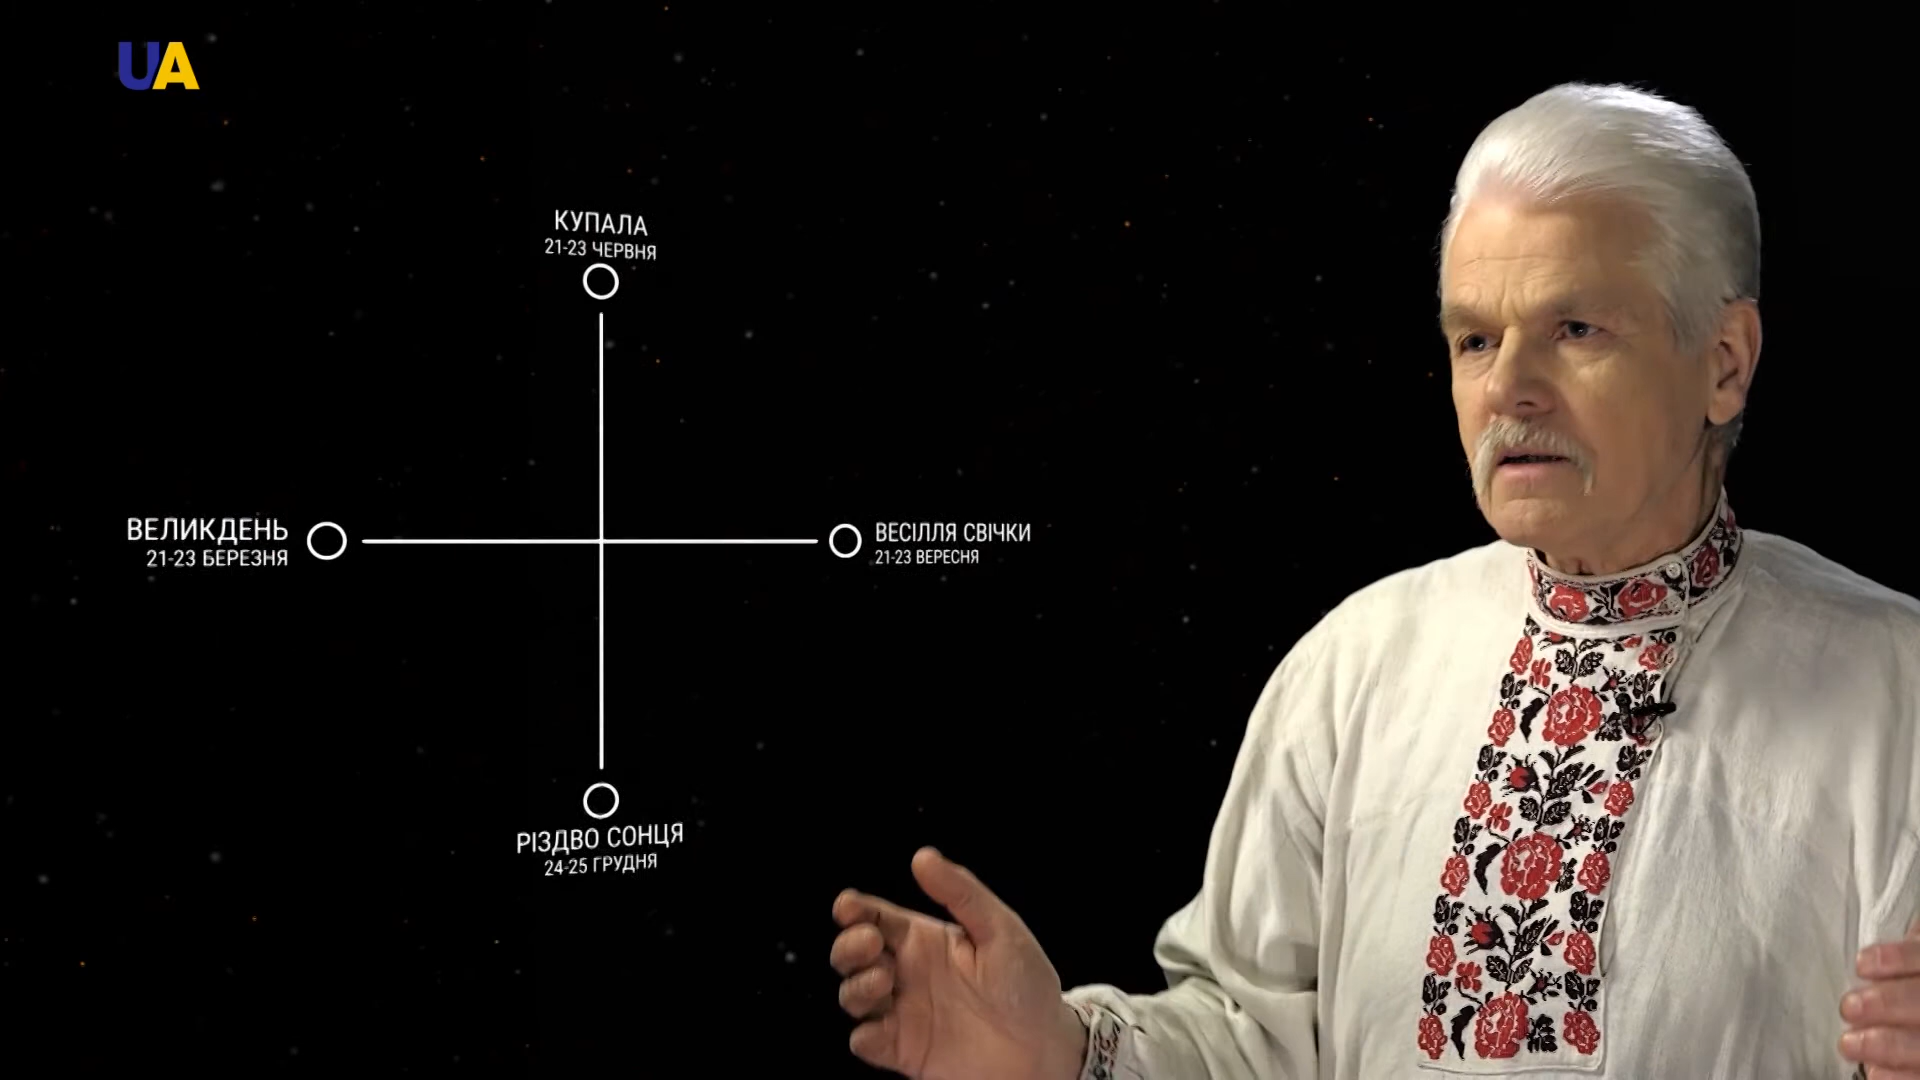 UA
КУПАЛА
21-23 ЧЕРВНЯ
ВЕЛИКДЕНЬ
21-23 БЕРЕЗНЯ
ВЕСІЛЛЯ СВІЧКИ
21-23 ВЕРЕСНЯ
РІЗДВО СОНЦЯ
24-25 ГРУДНЯ